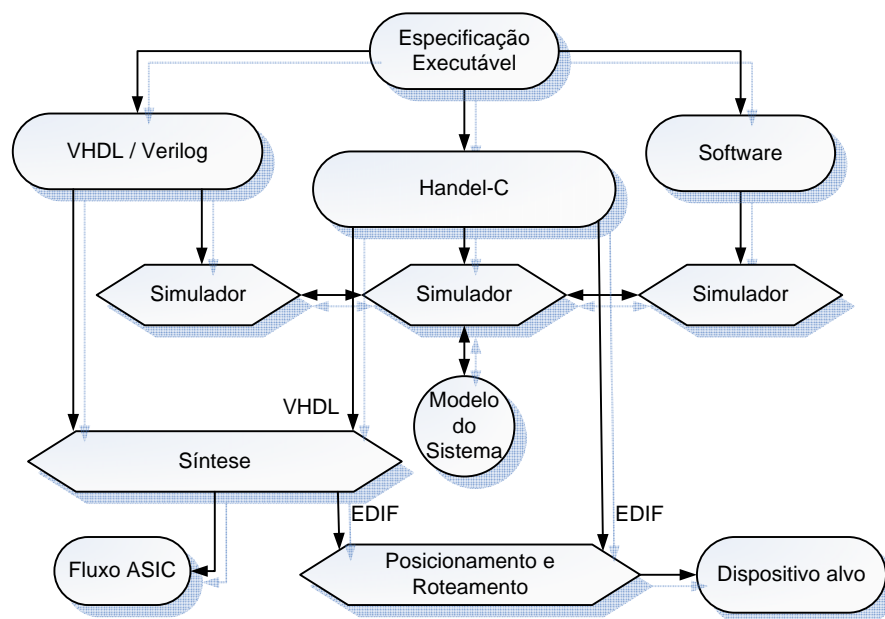 Especificação
Executável
VHDL / Verilog
Software
Handel-C
Simulador
Simulador
Simulador
Modelo
do
Sistema
VHDL
Síntese
EDIF
EDIF
Fluxo ASIC
Posicionamento e
Roteamento
Dispositivo alvo